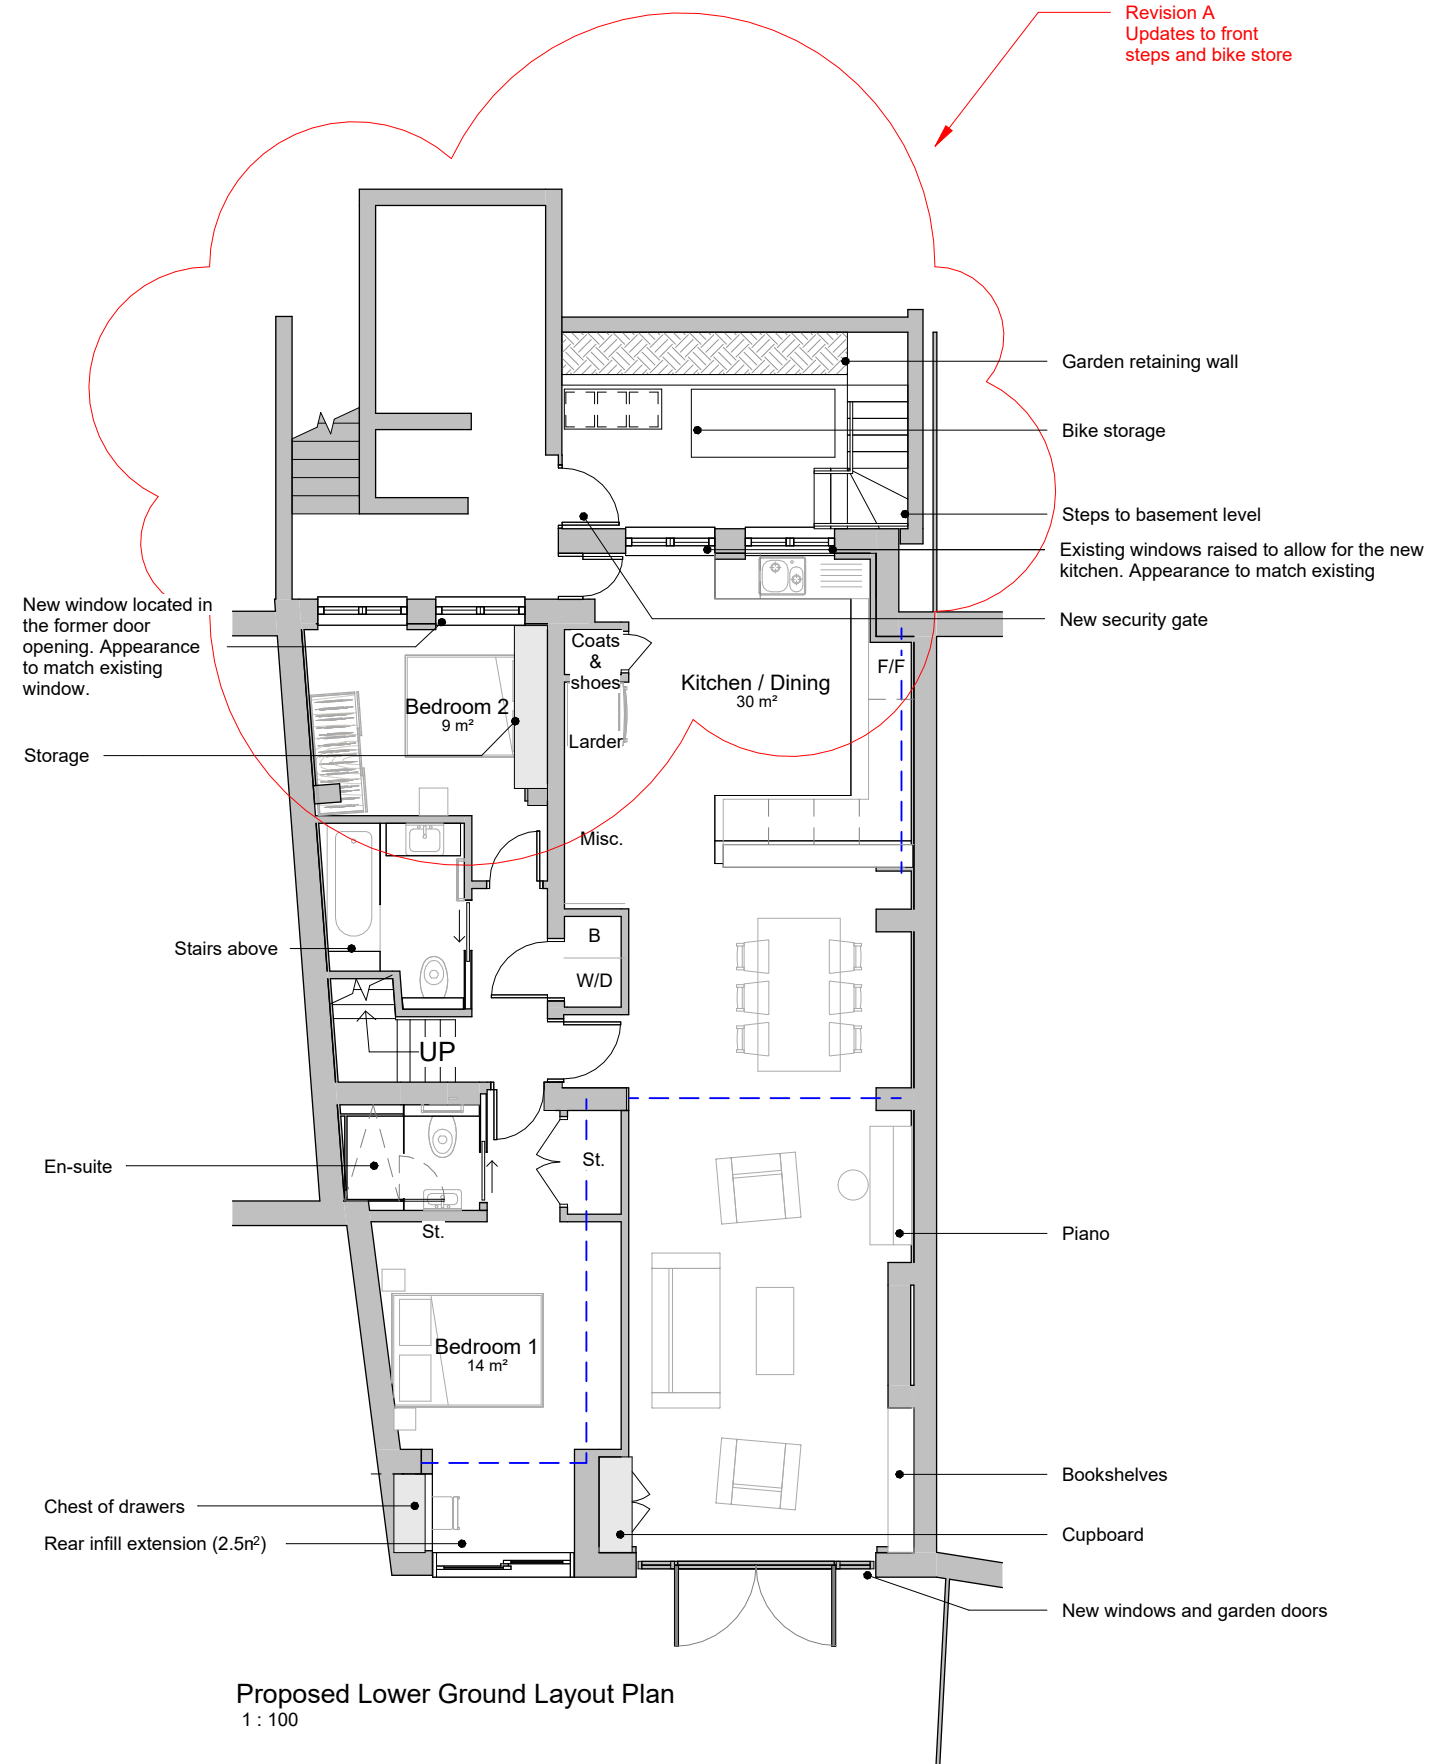 Revision A
Updates to front
steps and bike store
Garden retaining wall
Bike storage
Steps to basement level
Existing windows raised to allow for the new
kitchen. Appearance to match existing
New security gate
New window located in
the former door
opening. Appearance
to match existing
window.
Coats
&
shoes
F/F
Kitchen / Dining
30 m²
Bedroom 2
9 m²
Larder
Storage
Misc.
Stairs above
B
W/D
UP
En-suite
St.
St.
Piano
Bedroom 1
14 m²
Bookshelves
Chest of drawers
Cupboard
Rear infill extension (2.5m²)
New windows and garden doors
Proposed Lower Ground Layout Plan
1 : 100